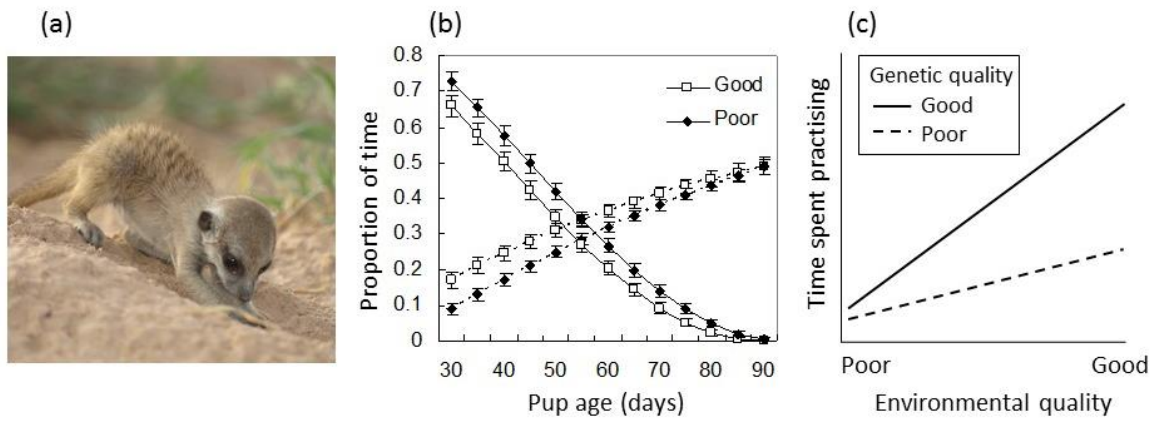 (a)
(b)
(c)
Proportion of time
0.8
0.7
0.6
0.5
0.4
0.3
0.2
0.1
0
Good
Poor
30 40 50 60 70 80 90
Pup age (days)
Time spent practising
Genetic quality
Good
Poor
Poor Good
Environmental quality